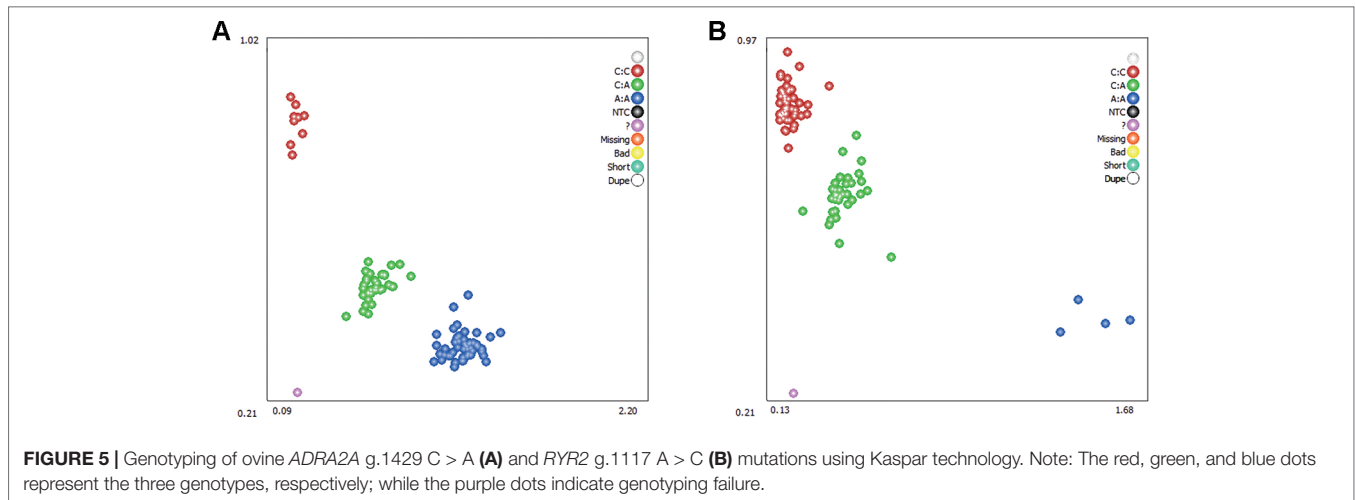 A
1.02
C:C
C:A
A:A
NTC
?
Missing
Bad
Short
Dupe
0.21
0.09
2.20
B
0.97
C:C
C:A
A:A
NTC
?
Missing
Bad
Short
Dupe
0.21
0.13
1.68
FIGURE 5 | Genotyping of ovine ADRA2A g.1429 C > A (A) and RYR2 g.1117 A > C (B) mutations using Kaspar technology. Note: The red, green, and blue dots
represent the three genotypes, respectively; while the purple dots indicate genotyping failure.